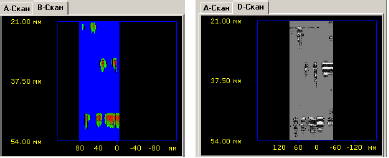 А-Скан В-Скан
21.00 мм
37.50 мм
54.00 мм
80 40 0 -40 -80 мм
А-Скан D-Скан
21.00 мм
37.50 мм
54.00 мм
120 60 0 -60 -120 мм